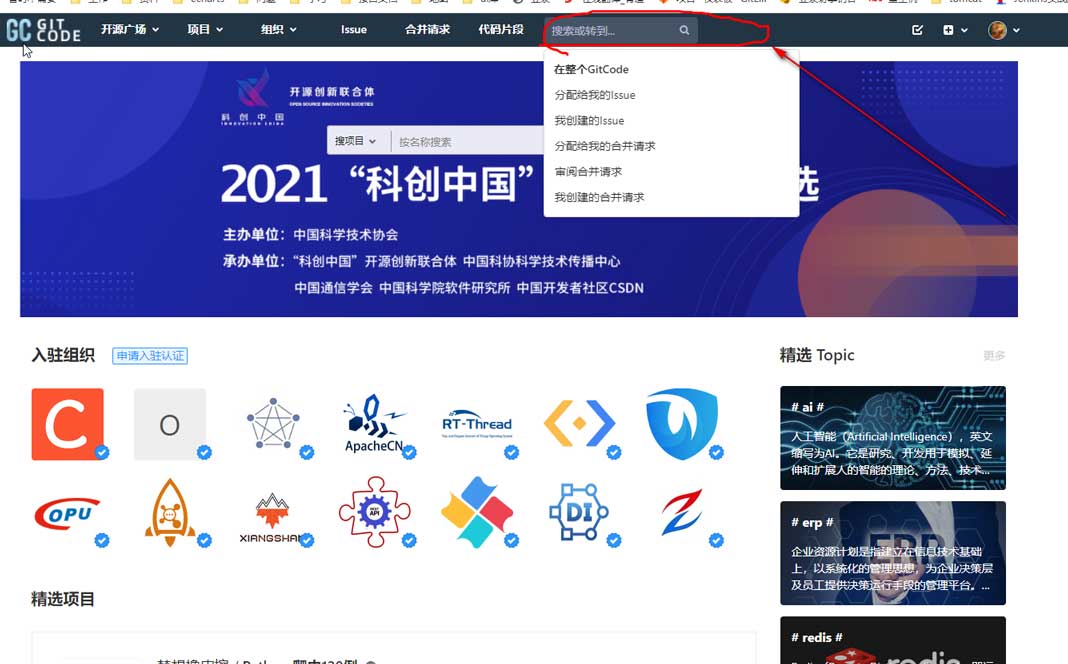 GIT CODE
开源广场
项目
组织
Issue
合并请求
代码片段
搜索或转到...
在整个GitCode
分配给我的Issue
我创建的Issue
分配给我的合并请求
审阅合并请求
我创建的合并请求
科创中国
INNOVATION CHINA
开源创新联合体
OPEN SOURCE INNOVATION SOCIETIES
搜项目
按名称搜索
2021“科创中国”
选
主办单位：中国科学技术协会
承办单位：“科创中国”开源创新联合体 中国科协科学技术传播中心
中国通信学会 中国科学院软件研究所 中国开发者社区CSDN
入驻组织
申请入驻认证
C
O
ApacheCN
RT-Thread
OPU
XIANGSHAN
API
DI
精选项目
精选 Topic
更多
# ai #
人工智能（Artificial Intelligence），英文
缩写为AI。它是研究、开发用于模拟、延
伸和扩展人的智能的理论、方法、技术...
# erp #
企业资源计划是指建立在信息技术基础
上，以系统化的管理思想，为企业决策层
及员工提供决策运行手段的管理平台。...
# redis #
redis